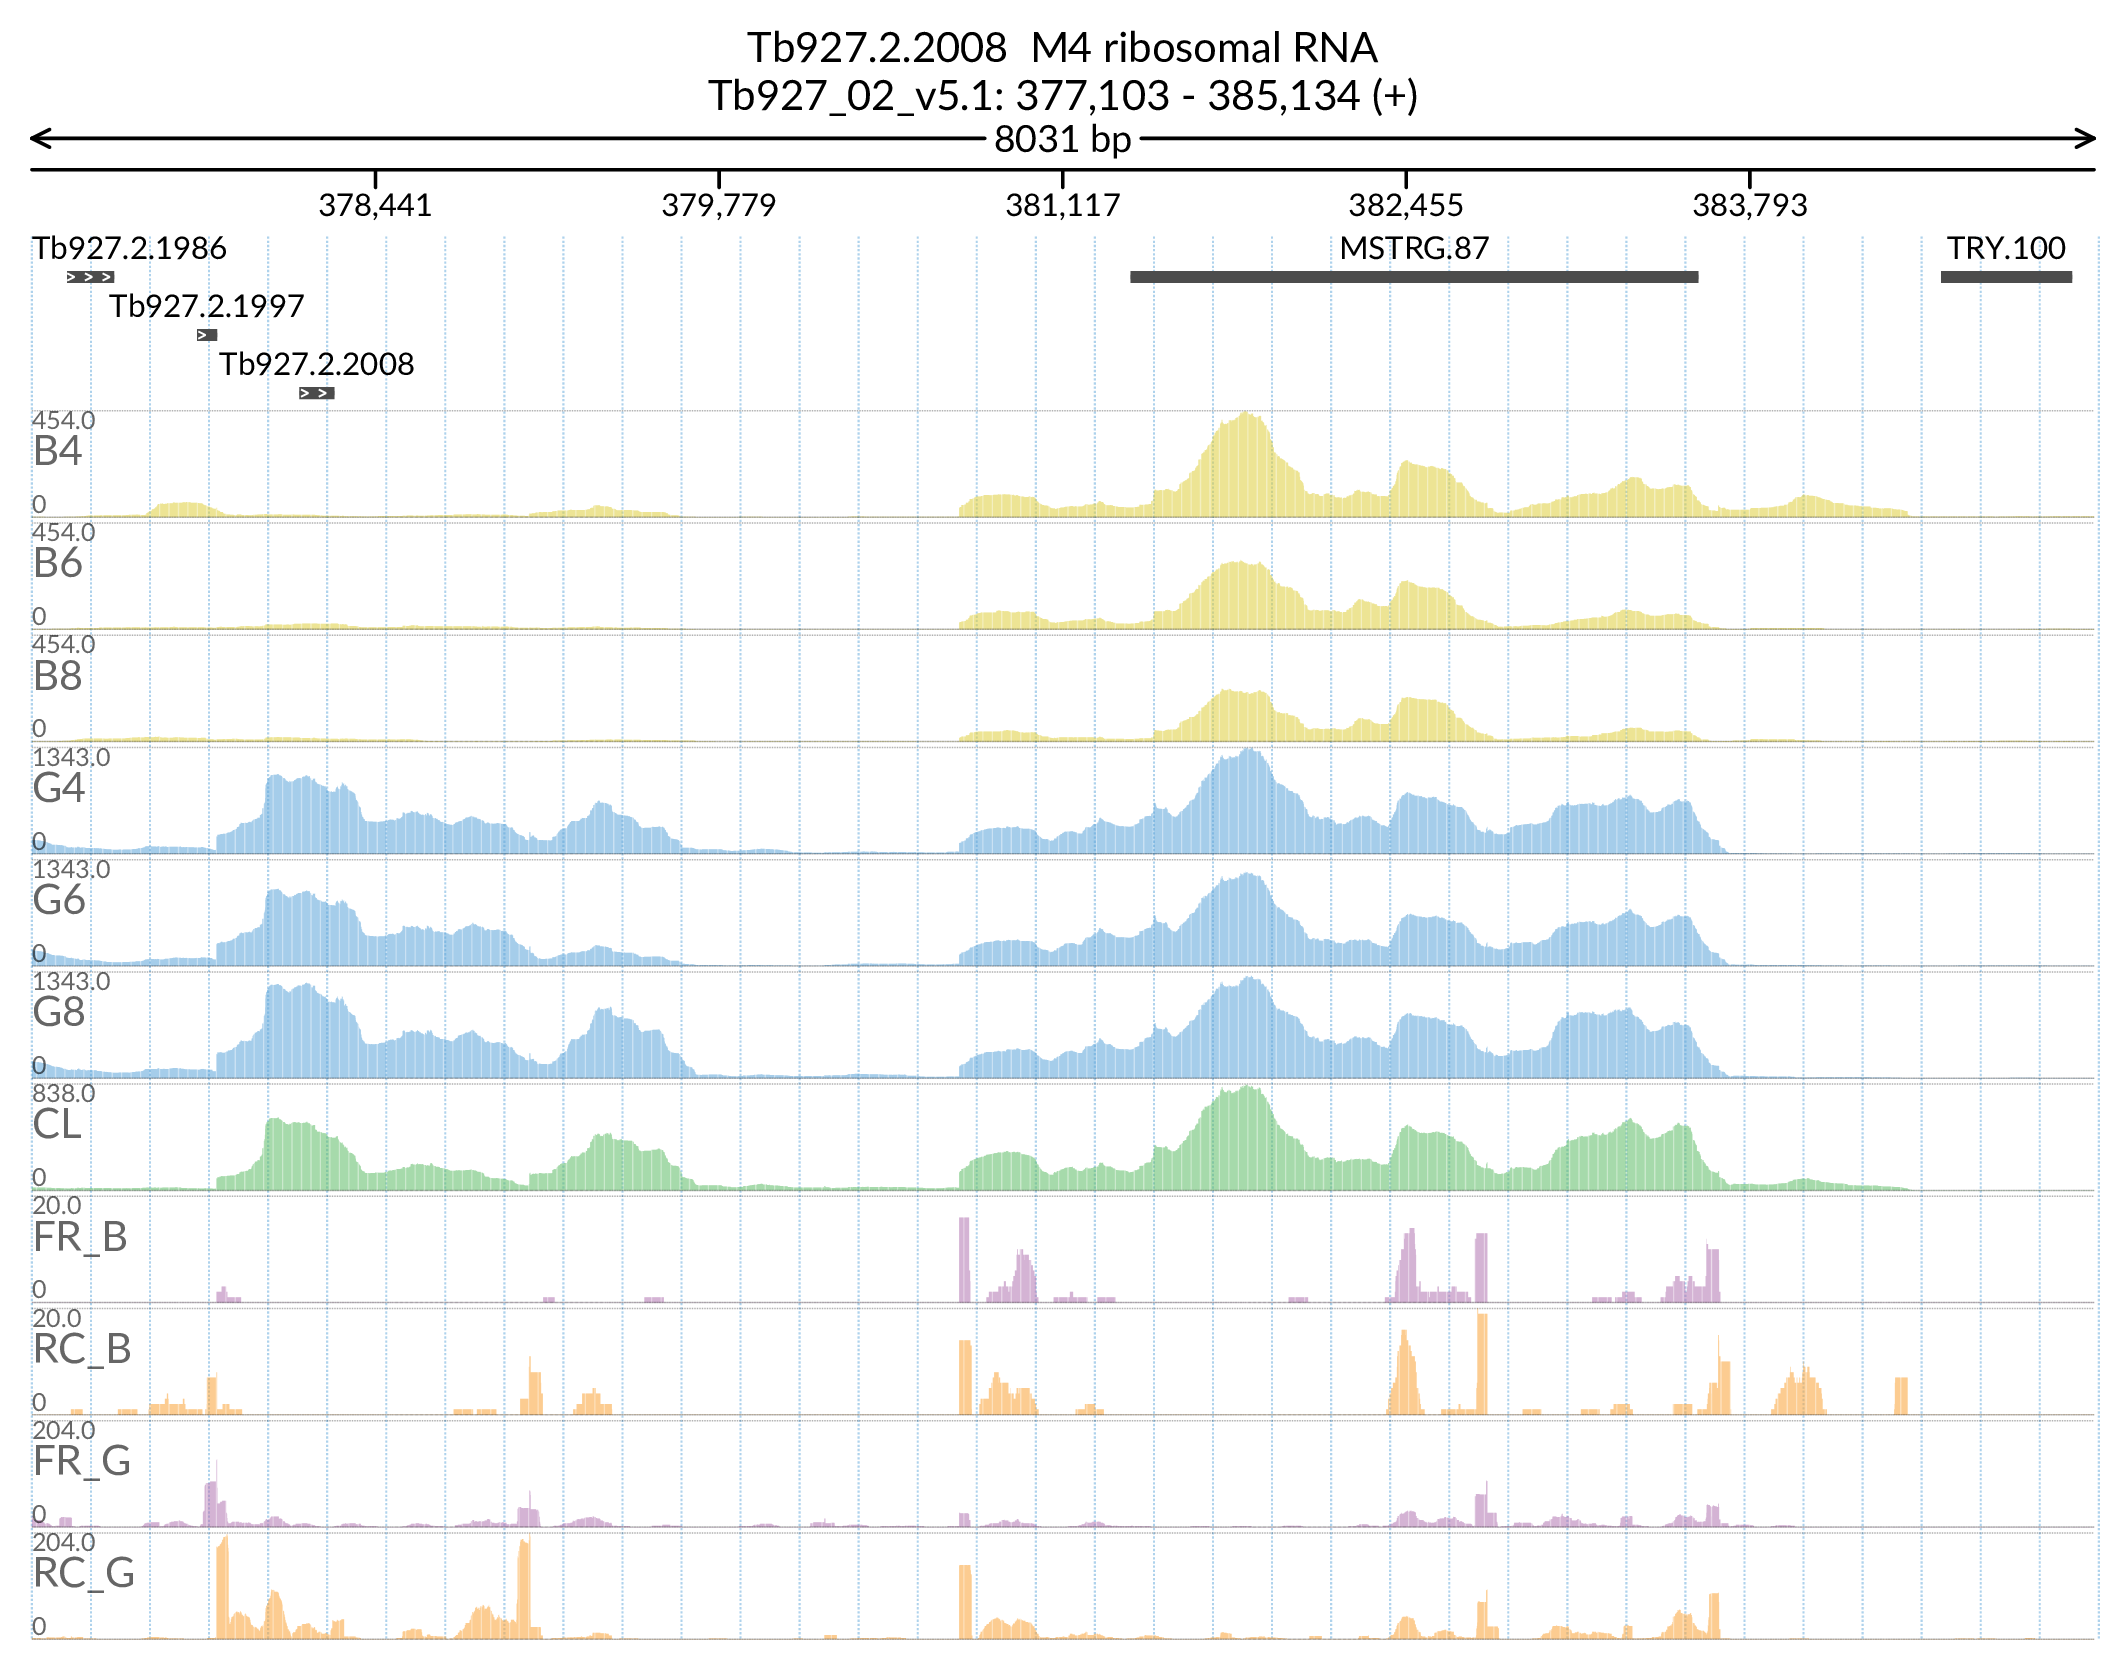 Tb927.2.2008  M4 ribosomal RNA
Tb927_02_v5.1: 377,103 - 385,134 (+)
8031 bp
378,441 379,779 381,117 382,455 383,793
Tb927.2.1986 MSTRG.87 TRY.100
Tb927.2.1997
Tb927.2.2008
454.0
B4
0
454.0
B6
0
454.0
B8
0
1343.0
G4
0
1343.0
G6
0
1343.0
G8
0
838.0
CL
0
20.0
FR_B
0
20.0
RC_B
0
204.0
FR_G
0
204.0
RC_G
0